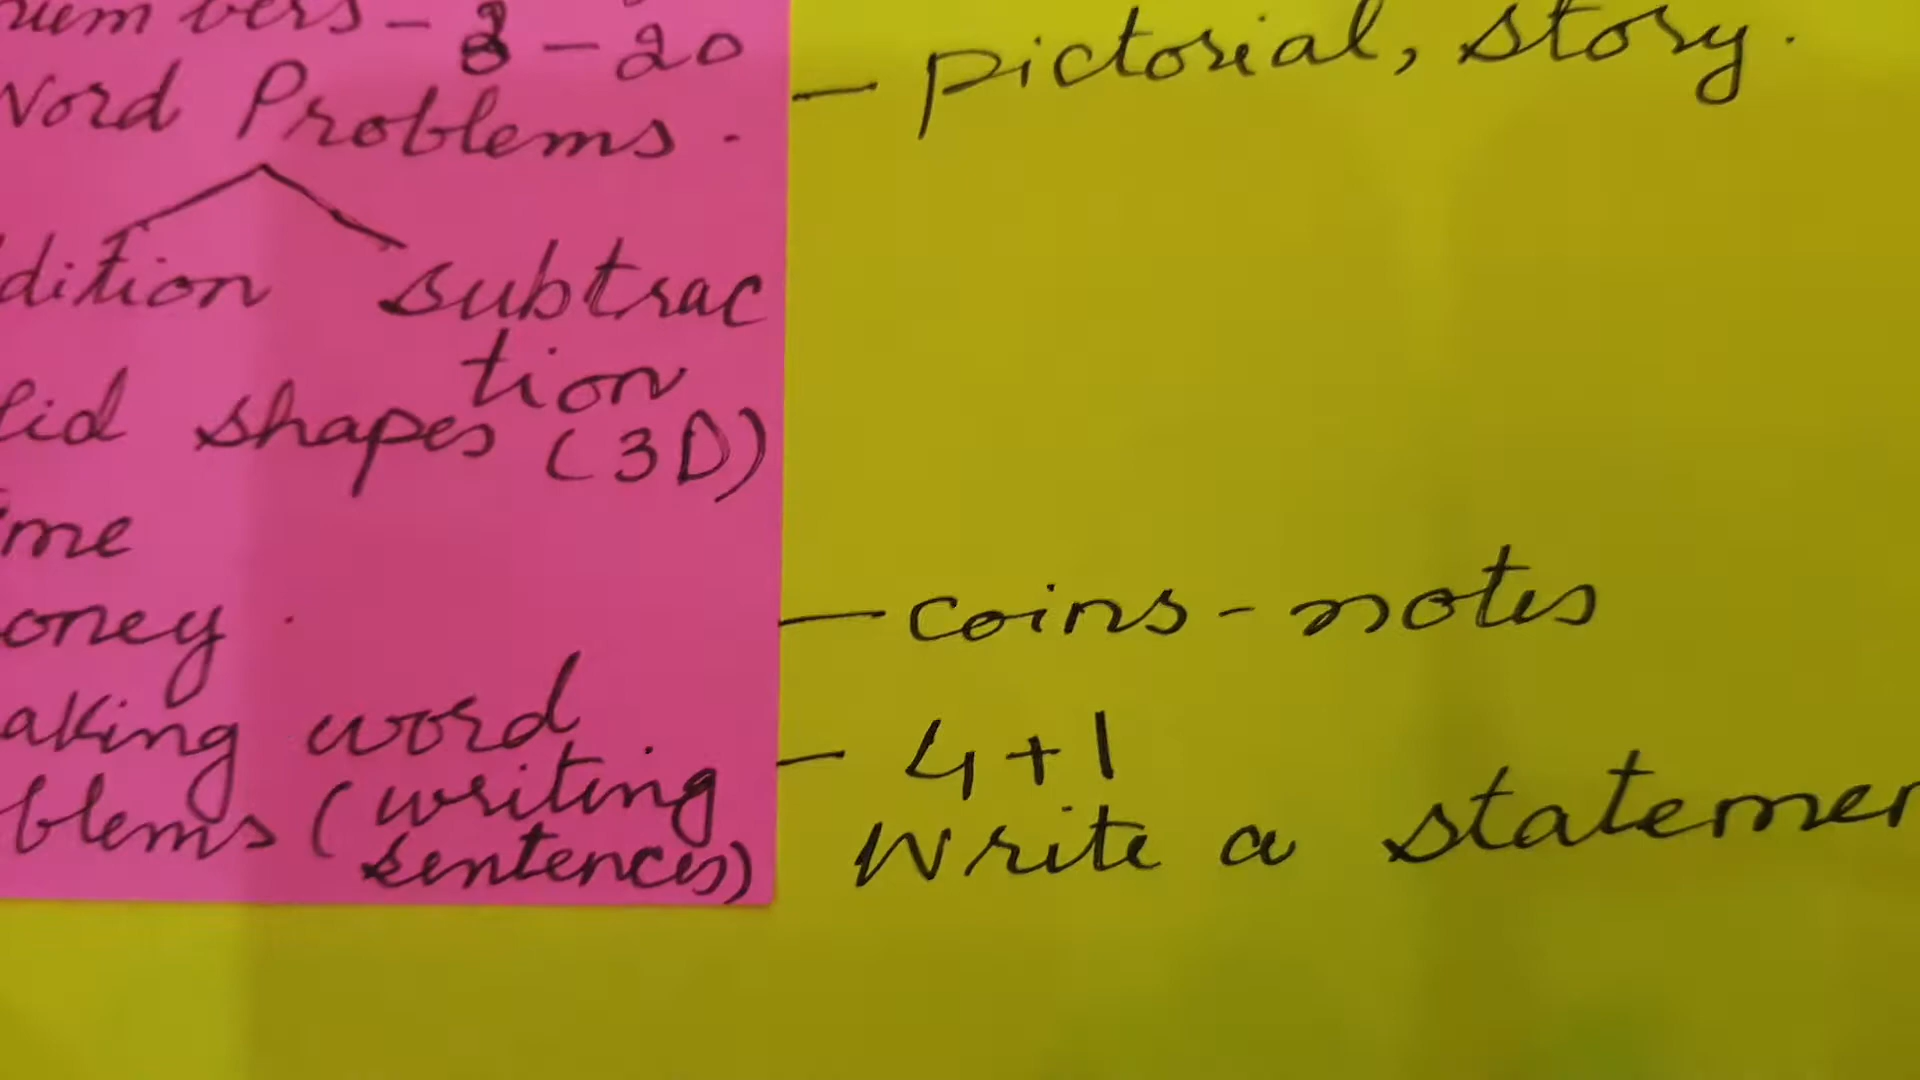 numbers - 3 - 20
Word Problems. - pictorial, story.
dition subtrac
tion
lid shapes (3D)
me
oney. - coins - notes
aking word - 4+1
blems (writing Write a statemen
sentences)